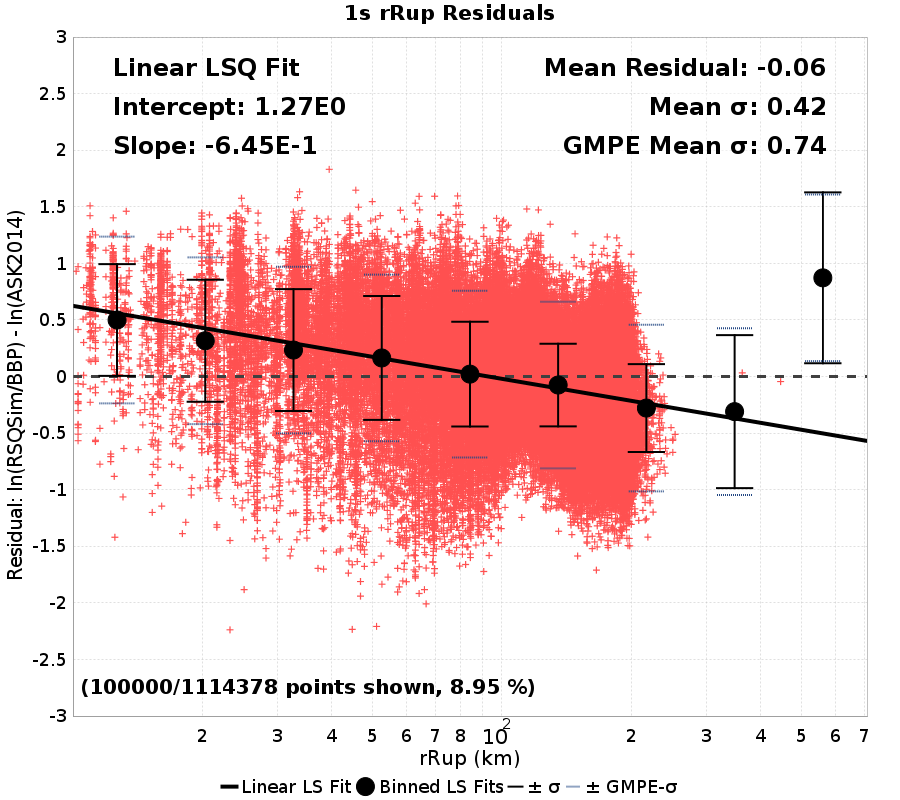 1s rRup Residuals
Linear LSQ Fit
Intercept: 1.27E0
Slope: -6.45E-1
Mean Residual: -0.06
Mean σ: 0.42
GMPE Mean σ: 0.74
Residual: ln(RSQSim/BBP) - ln(ASK2014)
3
2.5
2
1.5
1
0.5
0
-0.5
-1
-1.5
-2
-2.5
-3
(100000/1114378 points shown, 8.95 %)
2 3 4 5 6 7 8 10² 2 3 4 5 6 7
rRup (km)
Linear LS Fit Binned LS Fits ± σ ± GMPE-σ